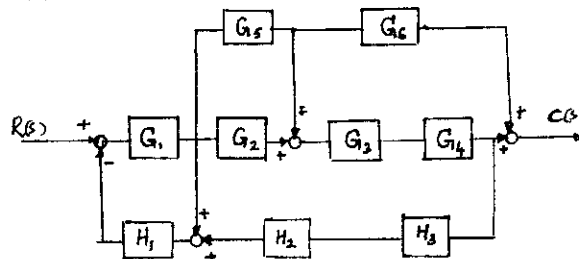 G5
G6
R(s)
+
-
G1
G2
+
+
G3
G4
+
+
C(s)
+
H1
+
H2
H3